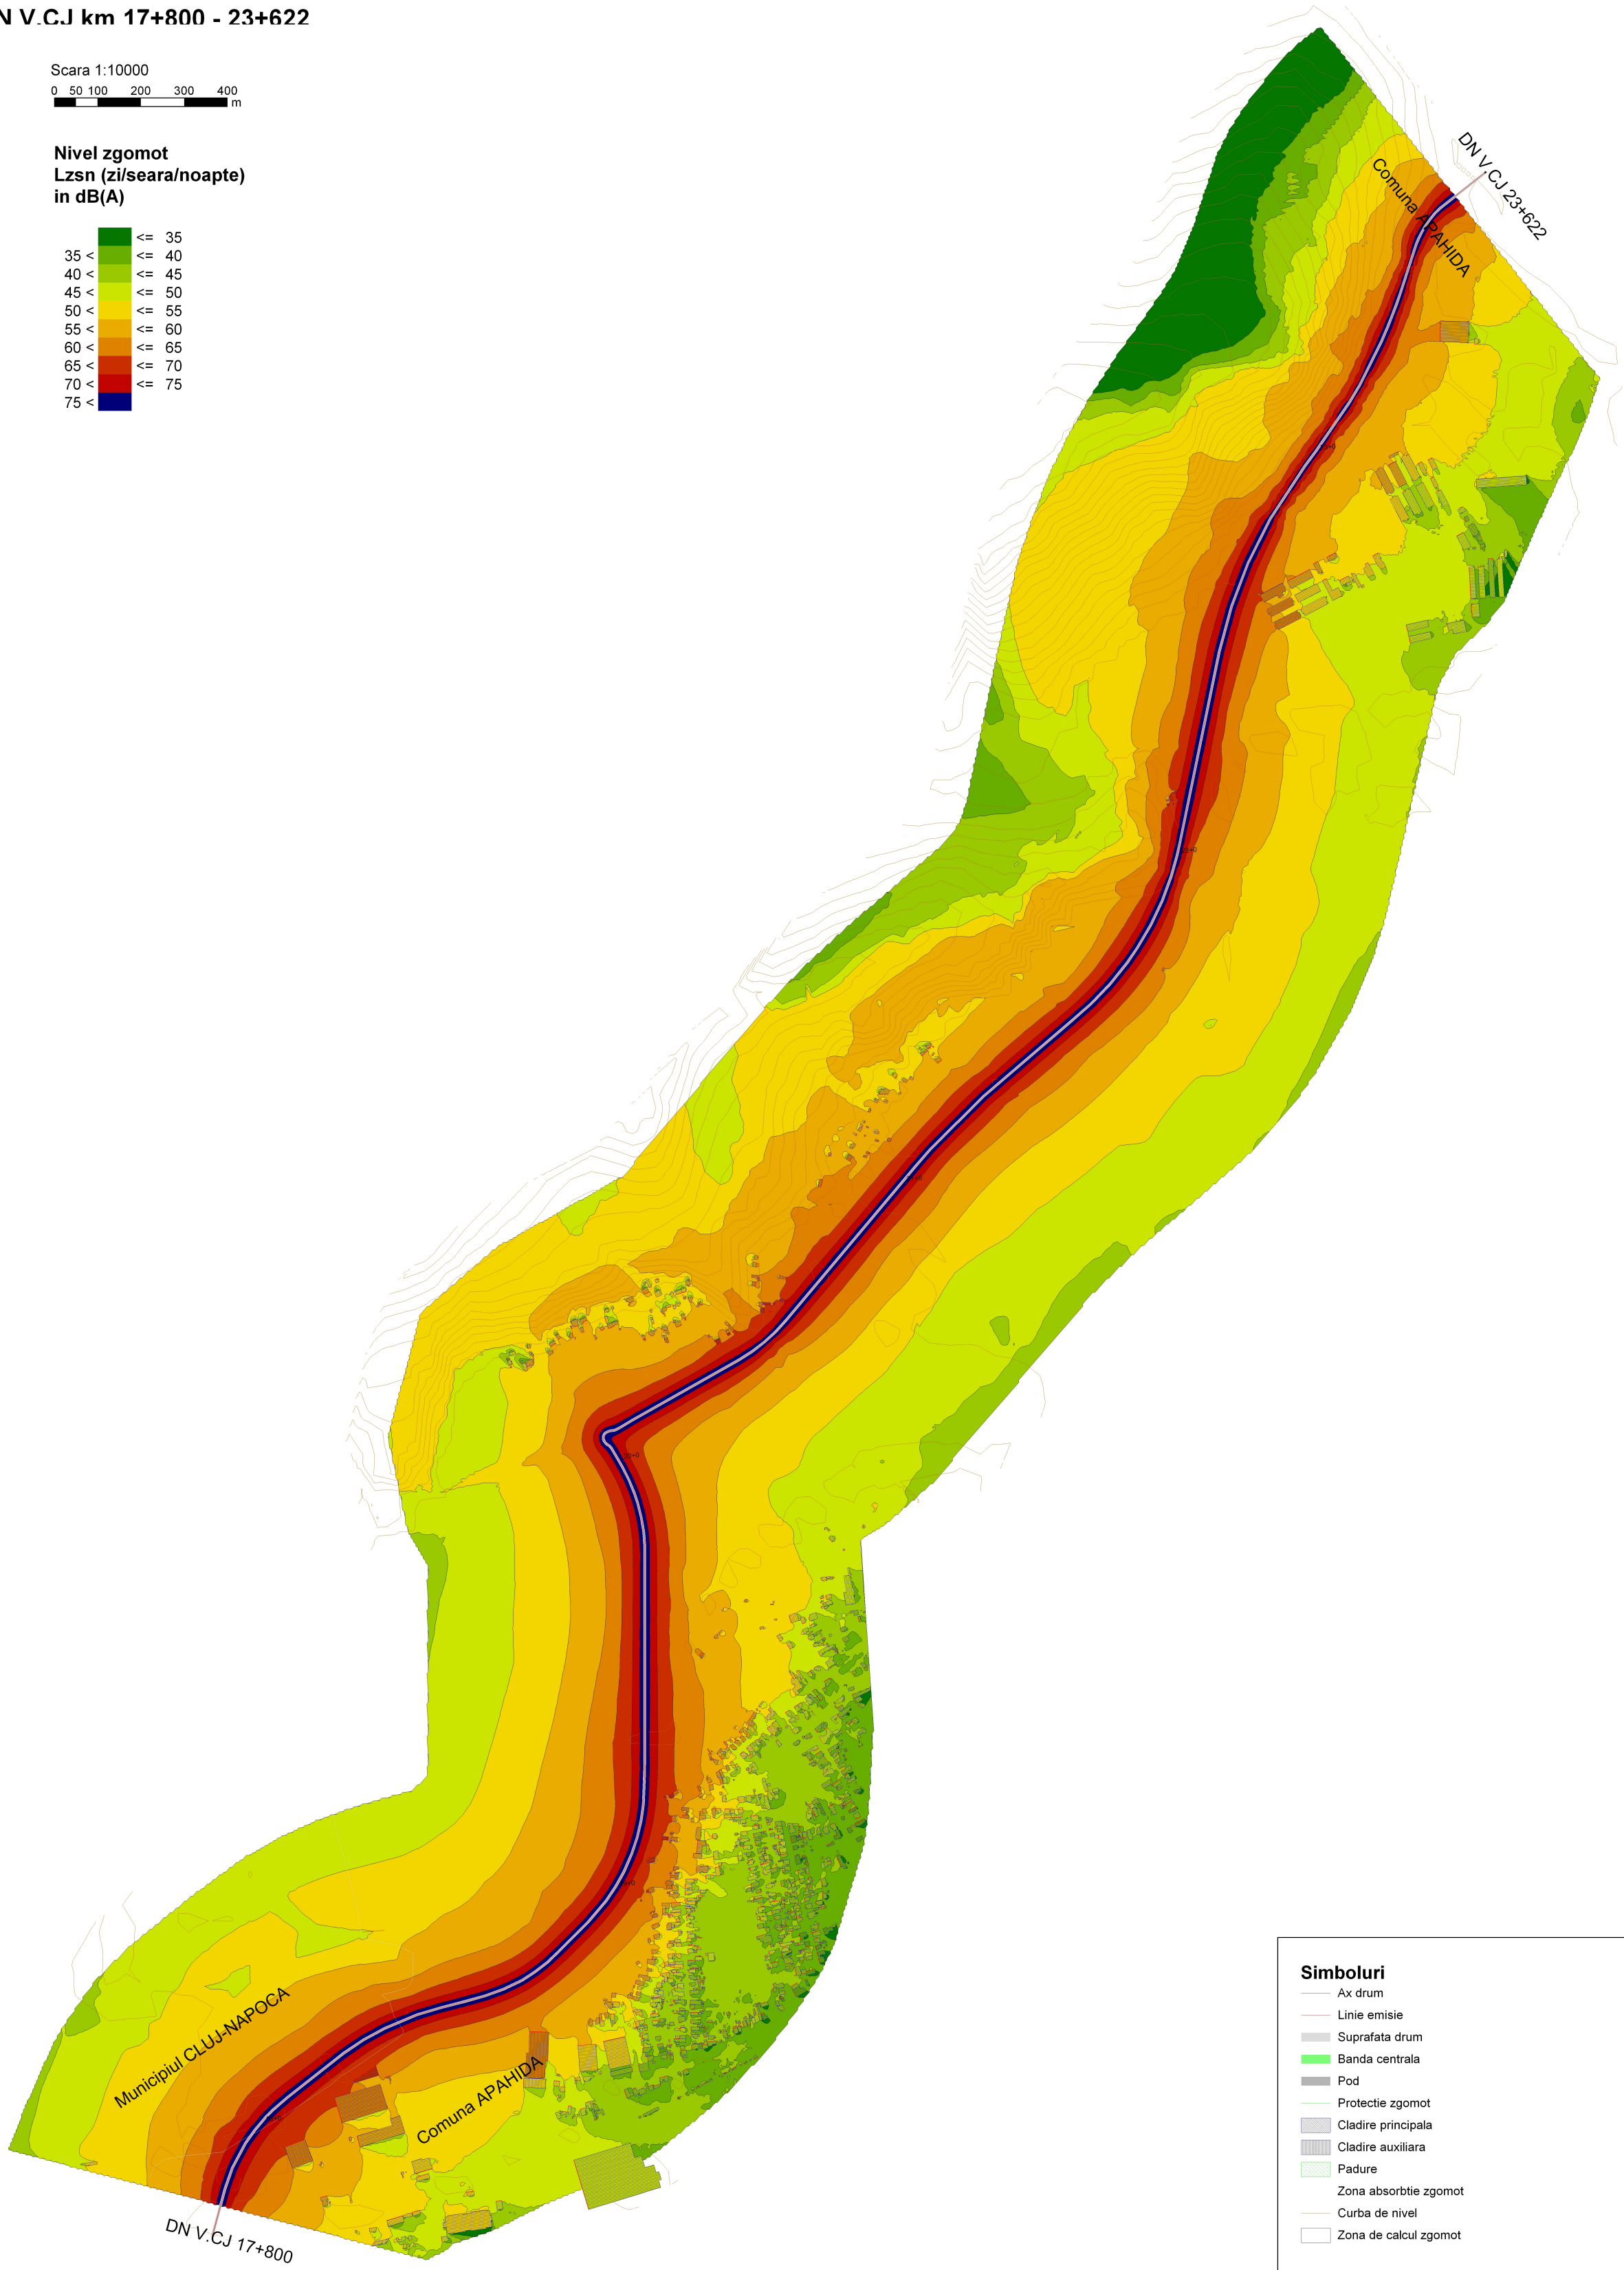 N V.CJ km 17+800 - 23+622
Scara 1:10000
0 50 100 200 300 400
m
Nivel zgomot
Lzsn (zi/seara/noapte)
in dB(A)
<= 35
35 < <= 40
40 < <= 45
45 < <= 50
50 < <= 55
55 < <= 60
60 < <= 65
65 < <= 70
70 < <= 75
75 <
DN V.CJ 23+622
Comuna APAHIDA
22+0
Municipiul CLUJ-NAPOCA
Comuna APAHIDA
DN V.CJ 17+800
Simboluri
Ax drum
Linie emisie
Suprafata drum
Banda centrala
Pod
Protectie zgomot
Cladire principala
Cladire auxiliara
Padure
Zona absorbtie zgomot
Curba de nivel
Zona de calcul zgomot